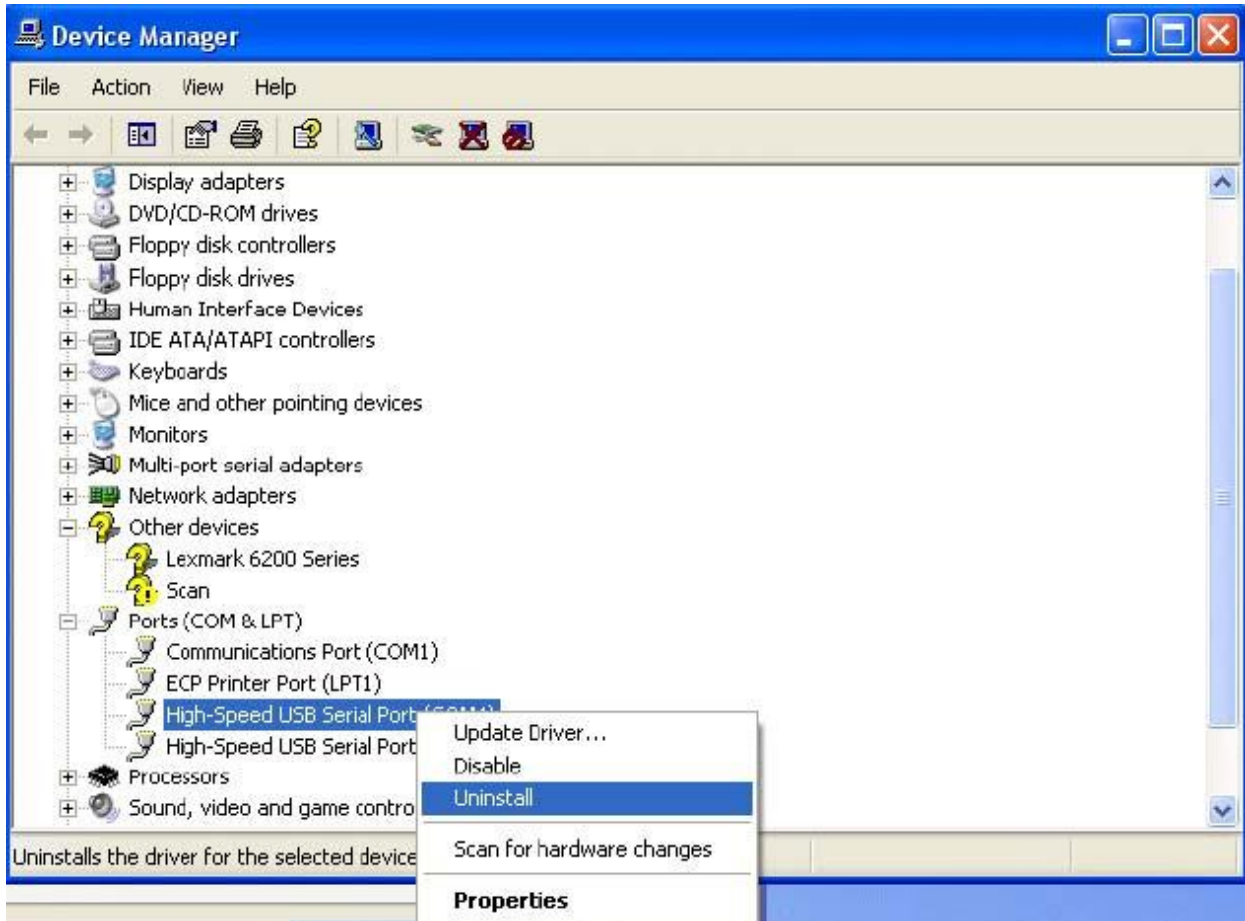 Device Manager
File Action View Help
Display adapters
DVD/CD-ROM drives
Floppy disk controllers
Floppy disk drives
Human Interface Devices
IDE ATA/ATAPI controllers
Keyboards
Mice and other pointing devices
Monitors
Multi-port serial adapters
Network adapters
Other devices
Lexmark 6200 Series
Scan
Ports (COM & LPT)
Communications Port (COM1)
ECP Printer Port (LPT1)
High-Speed USB Serial Port
High-Speed USB Serial Port
Processors
Sound, video and game contro
Uninstalls the driver for the selected device
Update Driver...
Disable
Uninstall
Scan for hardware changes
Properties